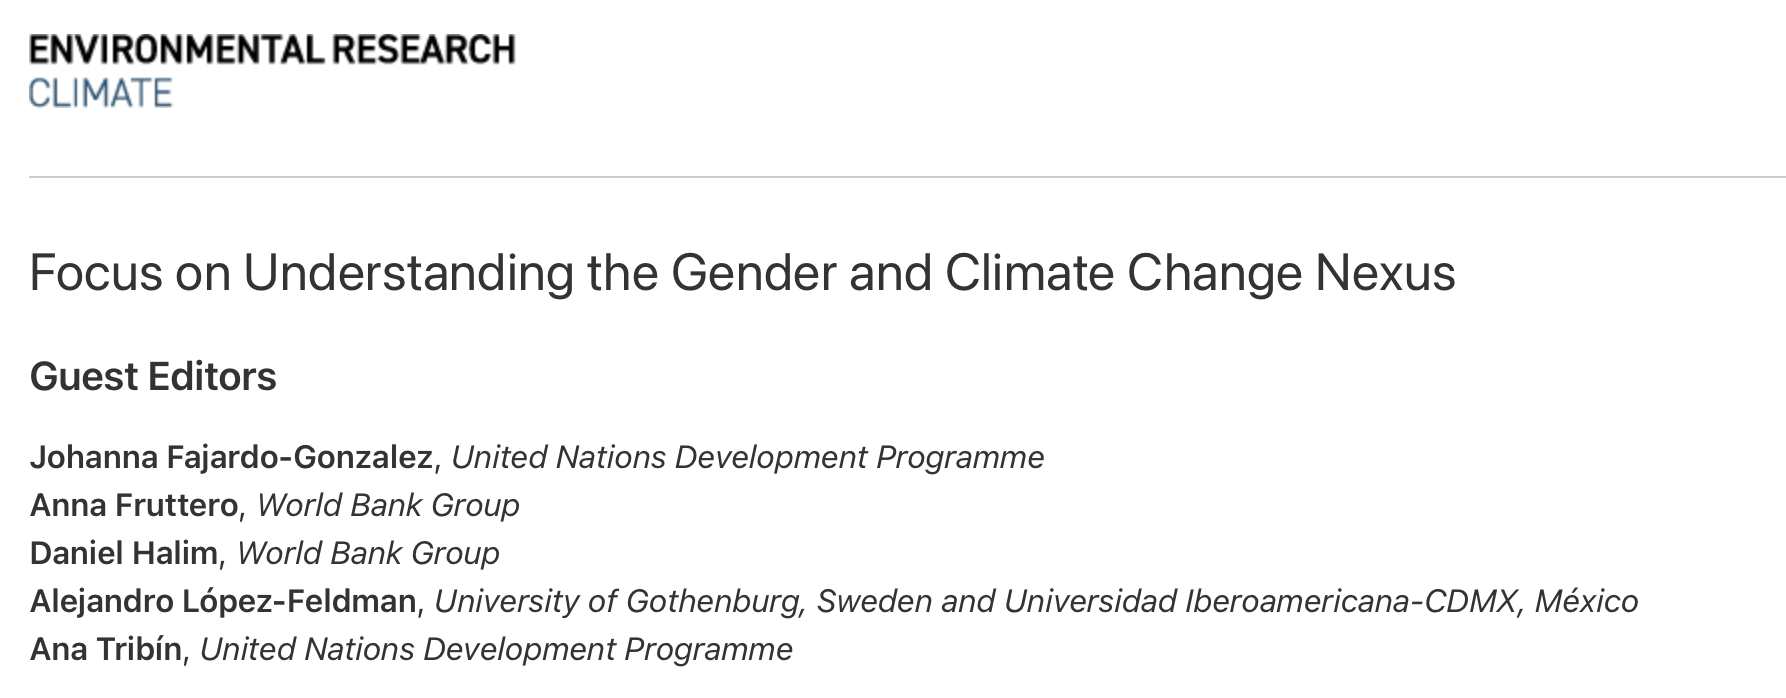 ENVIRONMENTAL RESEARCH
CLIMATE
Focus on Understanding the Gender and Climate Change Nexus
Guest Editors
Johanna Fajardo-Gonzalez, United Nations Development Programme
Anna Fruttero, World Bank Group
Daniel Halim, World Bank Group
Alejandro López-Feldman, University of Gothenburg, Sweden and Universidad Iberoamericana-CDMX, México
Ana Tribín, United Nations Development Programme